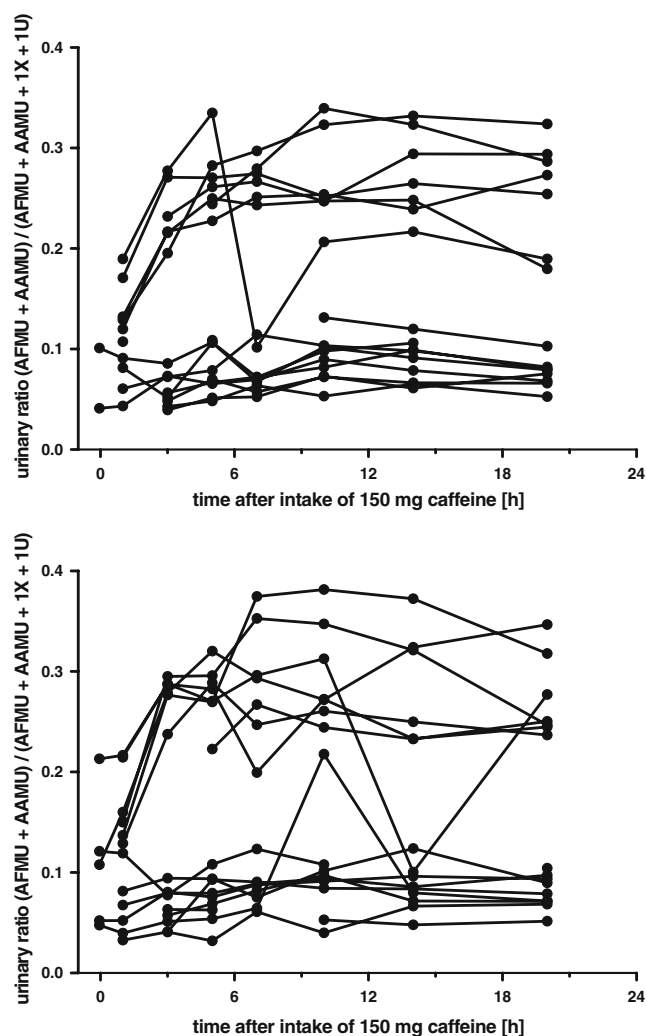 urinary ratio (AFMU + AAMU) / (AFMU + AAMU + 1X + 1U)
0.4
0.3
0.2
0.1
0.0
0 6 12 18 24
time after intake of 150 mg caffeine [h]
urinary ratio (AFMU + AAMU) / (AFMU + AAMU + 1X + 1U)
0.4
0.3
0.2
0.1
0.0
0 6 12 18 24
time after intake of 150 mg caffeine [h]